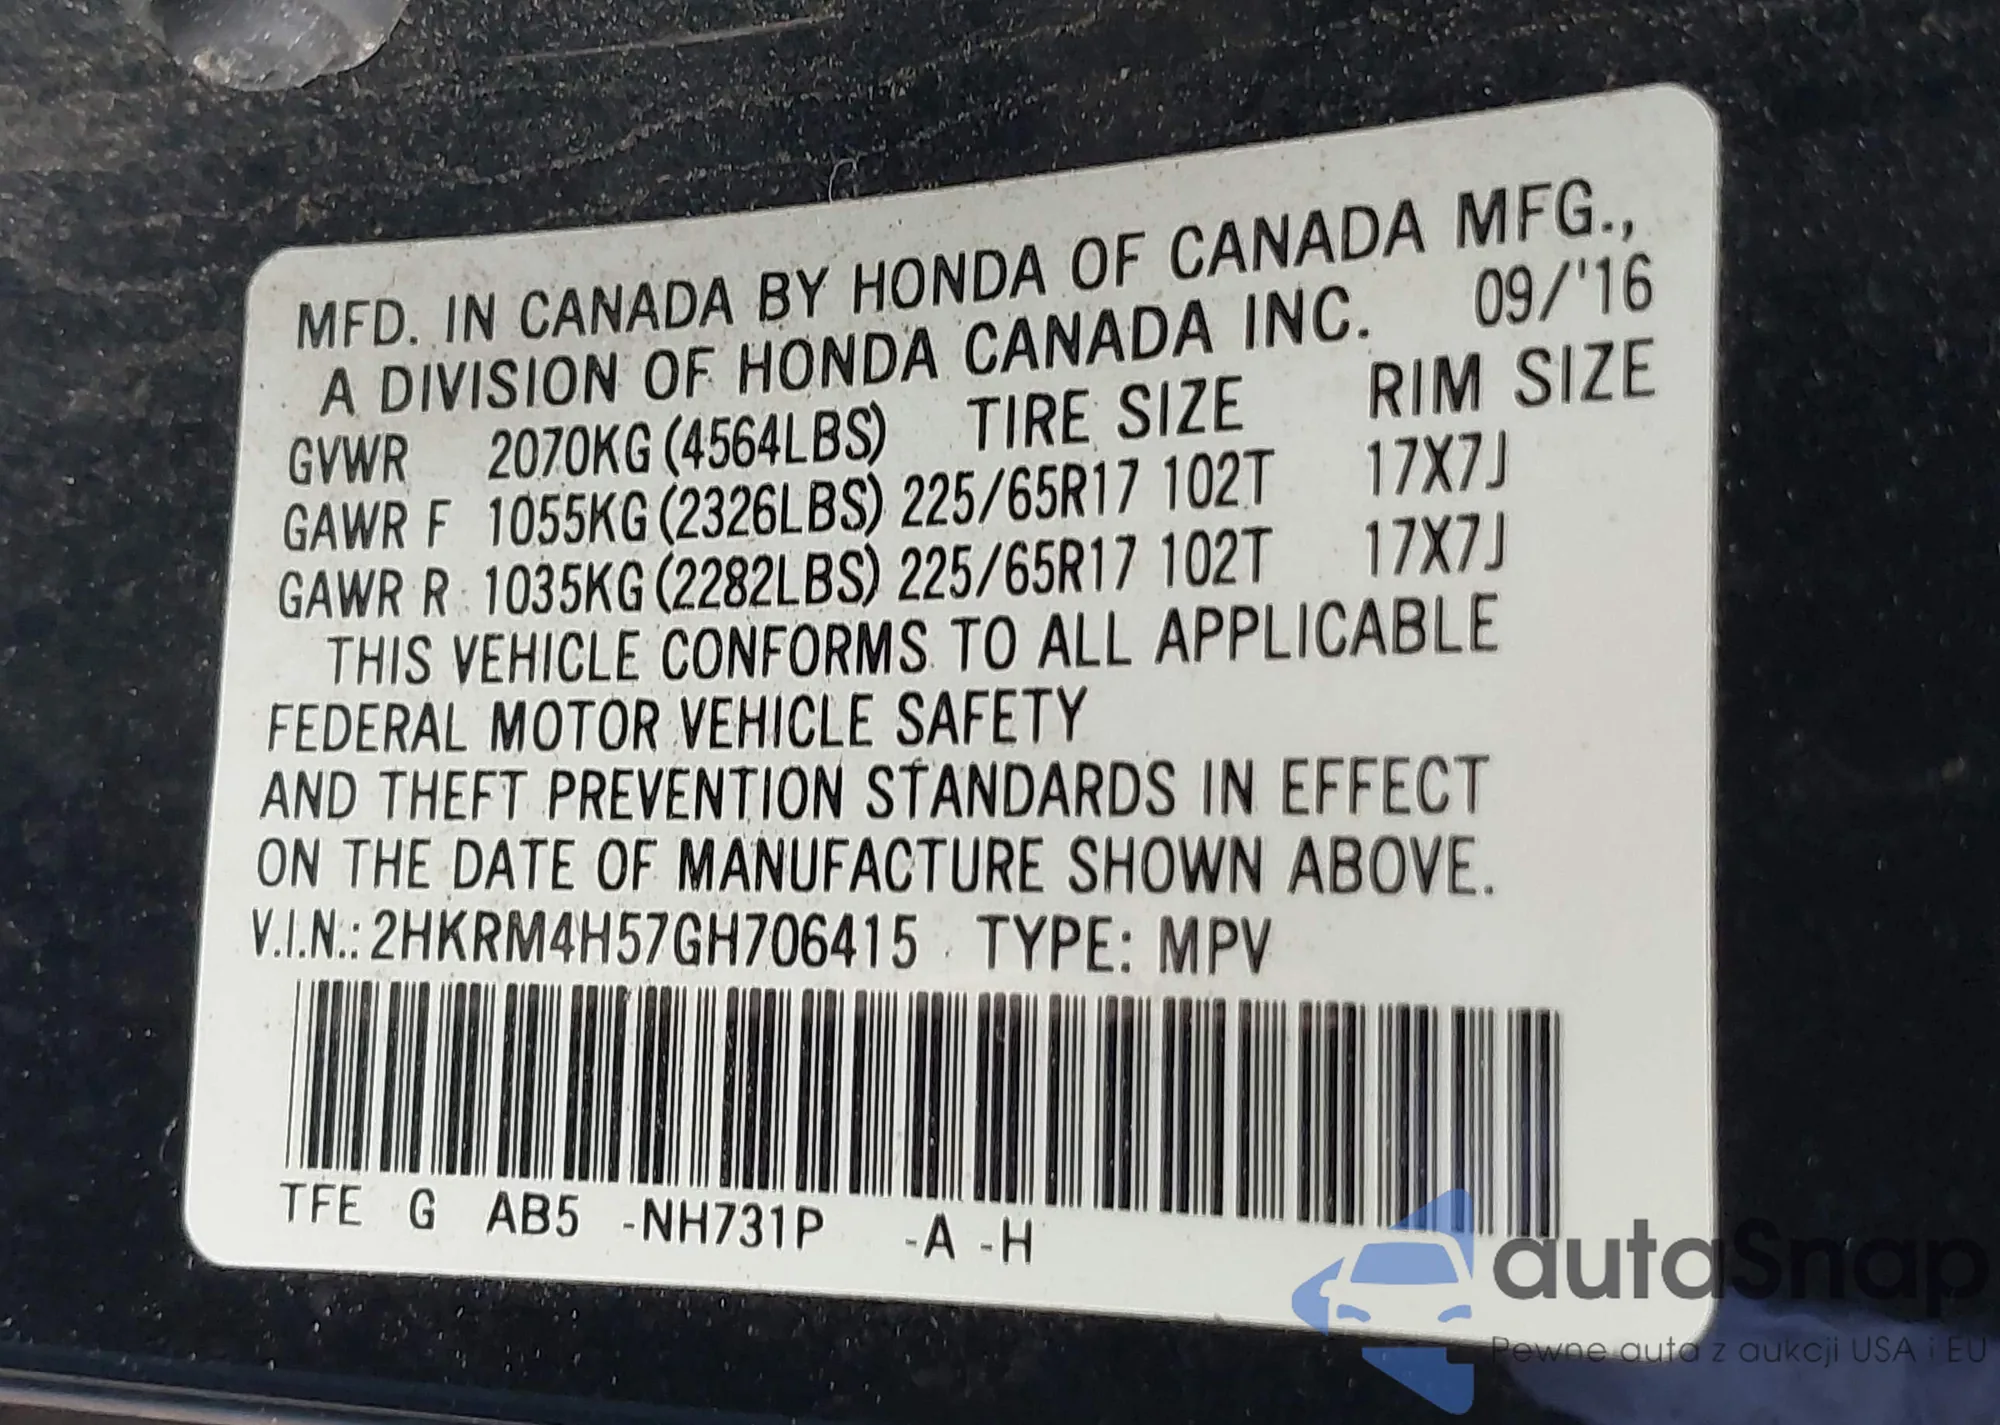 MFD. IN CANADA BY HONDA OF CANADA MFG.,
A DIVISION OF HONDA CANADA INC. 09/'16
GVWR 2070KG (4564LBS) TIRE SIZE RIM SIZE
GAWR F 1055KG (2326LBS) 225/65R17 102T 17X7J
GAWR R 1035KG (2282LBS) 225/65R17 102T 17X7J
THIS VEHICLE CONFORMS TO ALL APPLICABLE
FEDERAL MOTOR VEHICLE SAFETY
AND THEFT PREVENTION STANDARDS IN EFFECT
ON THE DATE OF MANUFACTURE SHOWN ABOVE.
V.I.N.: 2HKRM4H57GH706415 TYPE: MPV
TFE G AB5 -NH731P -A -H
autaSnap
Pewne auta z aukcji USA i EU